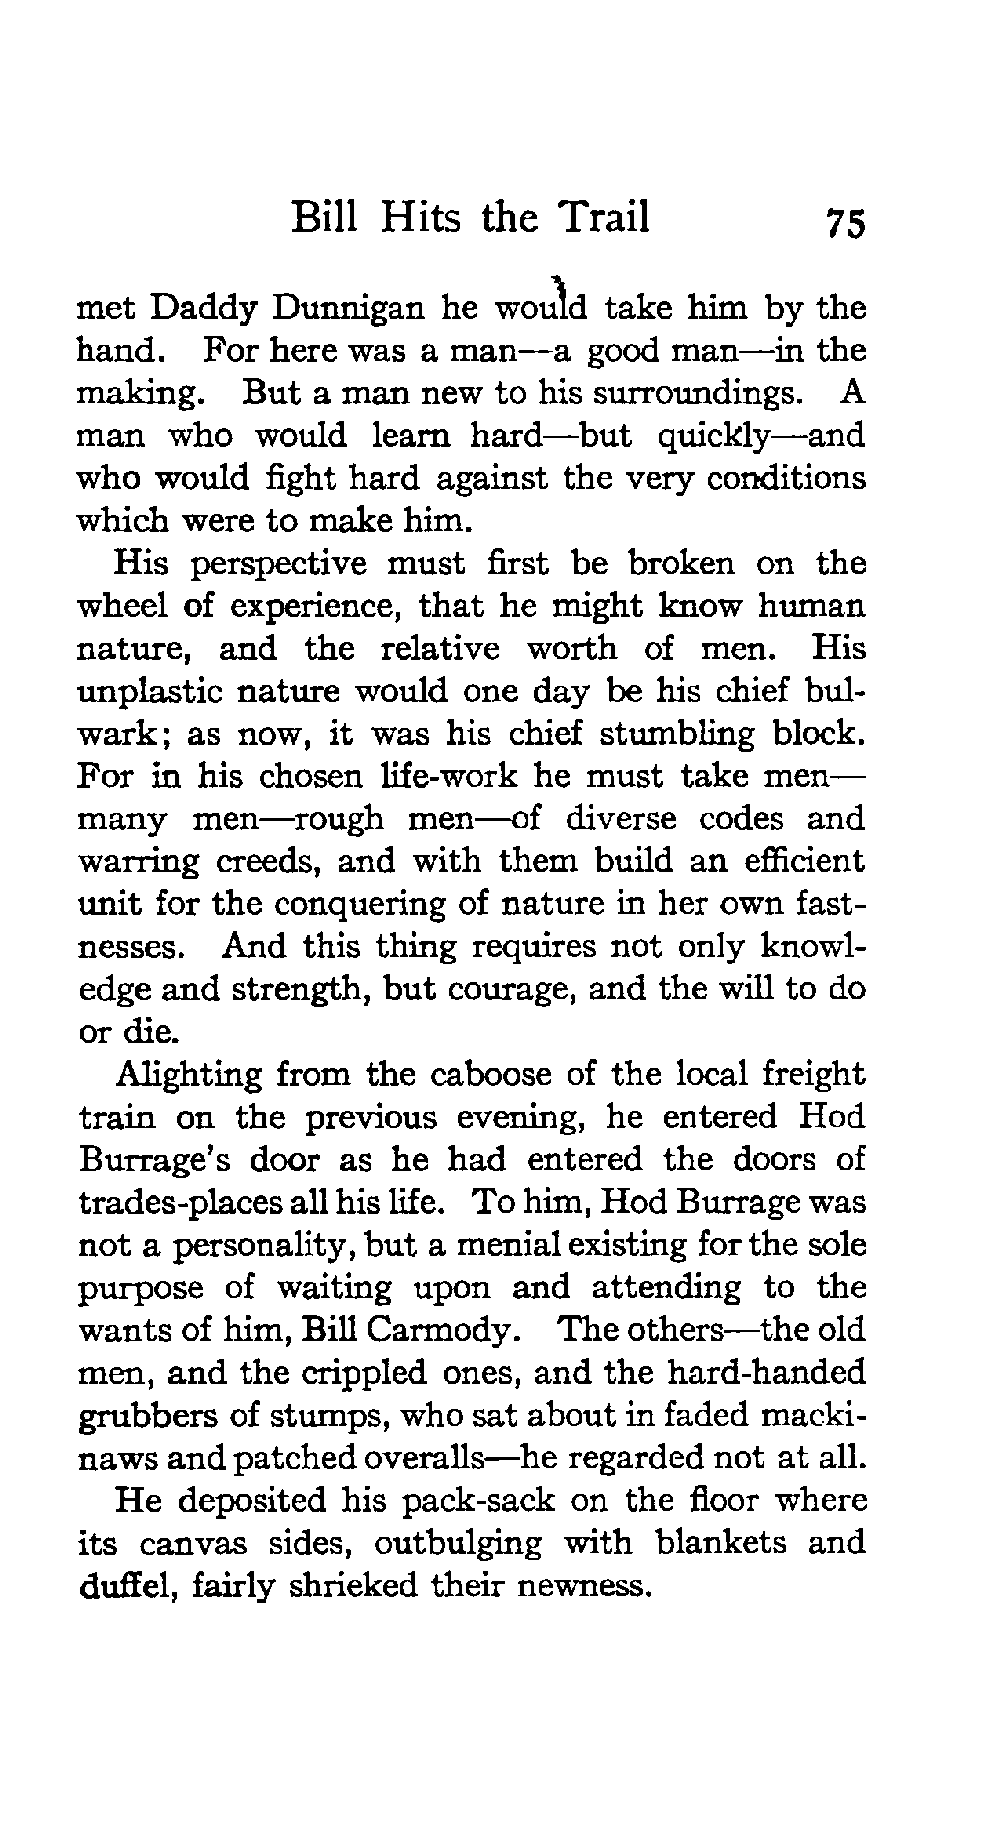 Bill Hits the Trail 75
met Daddy Dunnigan he would take him by the
hand. For here was a man—a good man—in the
making. But a man new to his surroundings. A
man who would learn hard—but quickly—and
who would fight hard against the very conditions
which were to make him.
His perspective must first be broken on the
wheel of experience, that he might know human
nature, and the relative worth of men. His
unplastic nature would one day be his chief bul-
wark; as now, it was his chief stumbling block.
For in his chosen life-work he must take men—
many men—rough men—of diverse codes and
warring creeds, and with them build an efficient
unit for the conquering of nature in her own fast-
nesses. And this thing requires not only knowl-
edge and strength, but courage, and the will to do
or die.
Alighting from the caboose of the local freight
train on the previous evening, he entered Hod
Burrage's door as he had entered the doors of
trades-places all his life. To him, Hod Burrage was
not a personality, but a menial existing for the sole
purpose of waiting upon and attending to the
wants of him, Bill Carmody. The others—the old
men, and the crippled ones, and the hard-handed
grubbers of stumps, who sat about in faded macki-
naws and patched overalls—he regarded not at all.
He deposited his pack-sack on the floor where
its canvas sides, outbulging with blankets and
duffel, fairly shrieked their newness.